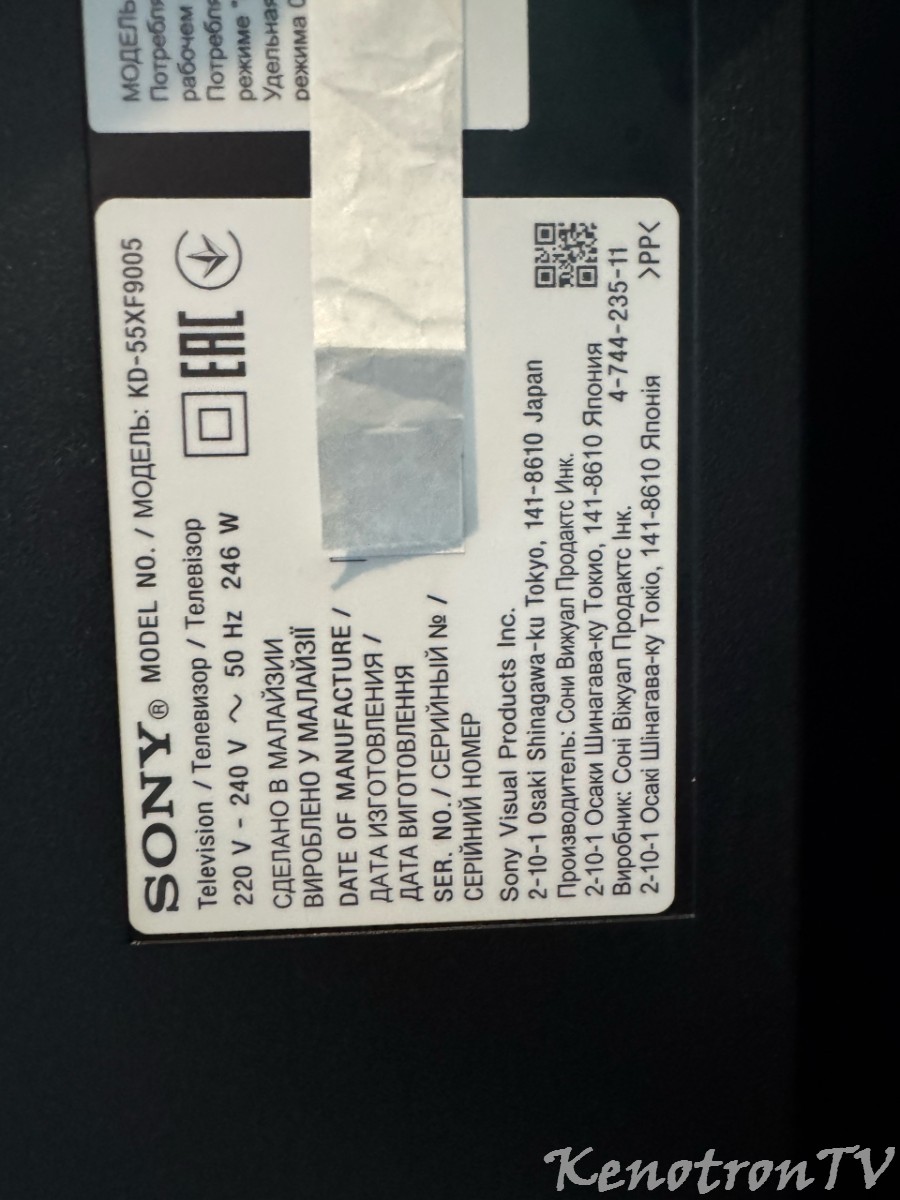 МОДЕЛЬ
Потребля
рабочем
Потребля
режиме "
Удельная
режима 0
SONY® MODEL NO. / МОДЕЛЬ: KD-55XF9005
Television / Телевизор / Телевізор
220 V - 240 V ~ 50 Hz 246 W
EAC
СДЕЛАНО В МАЛАЙЗИИ
ВИРОБЛЕНО У МАЛАЙЗІЇ
DATE OF MANUFACTURE /
ДАТА ИЗГОТОВЛЕНИЯ /
ДАТА ВИГОТОВЛЕННЯ
SER. NO./ СЕРИЙНЫЙ № /
СЕРІЙНИЙ НОМЕР
Sony Visual Products Inc.
2-10-1 Osaki Shinagawa-ku Tokyo, 141-8610 Japan
Производитель: Сони Вижуал Продактс Инк.
2-10-1 Осаки Шинагава-ку Токио, 141-8610 Япония
Виробник: Соні Віжуал Продактс Інк.
4-744-235-11
2-10-1 Осакі Шінагава-ку Токіо, 141-8610 Японія
>PP<
KenotronTV